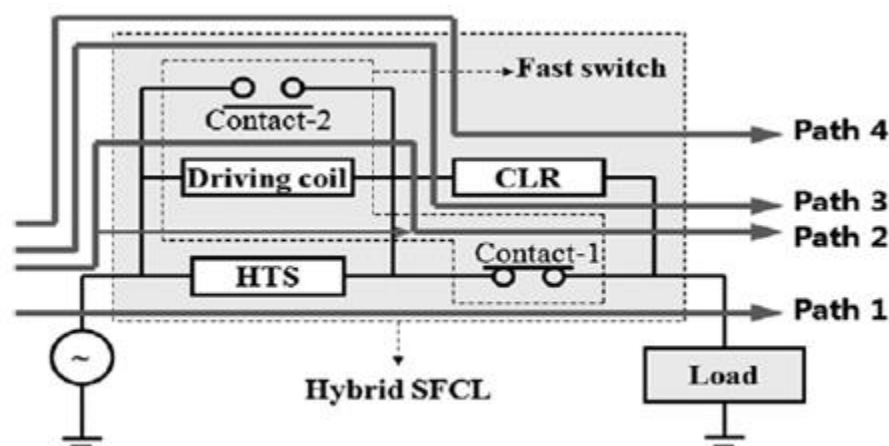 Fast switch
Contact-2
Path 4
Driving coil
CLR
Path 3
Path 2
Contact-1
HTS
Path 1
~
Hybrid SFCL
Load